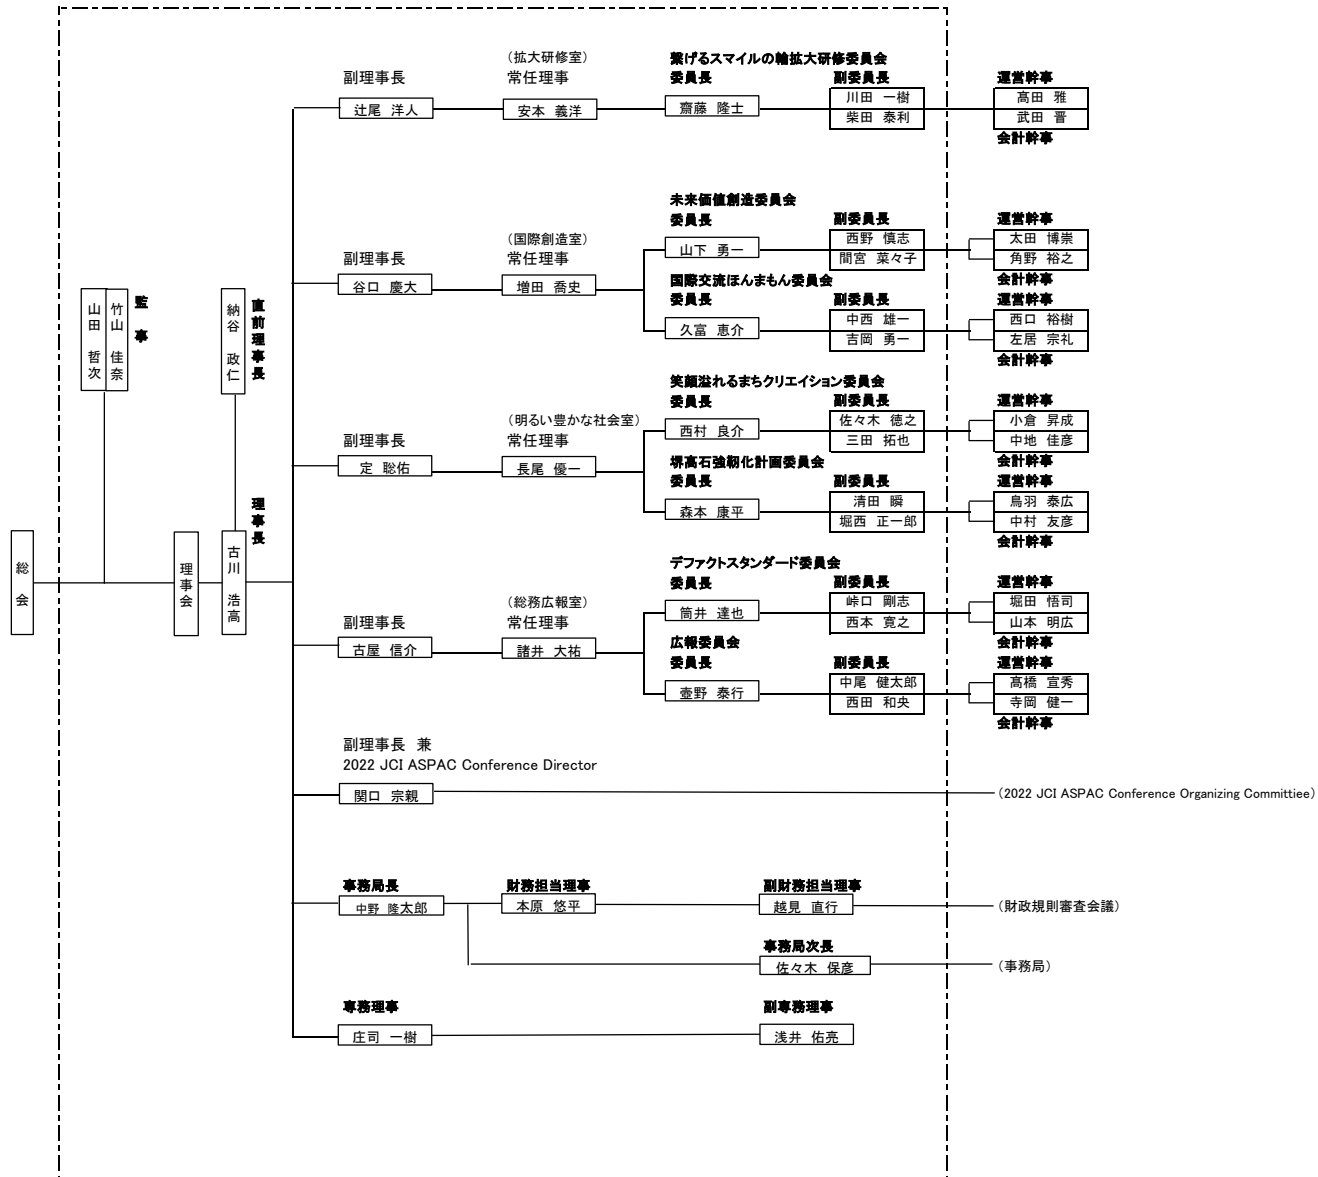 総会
山田 哲次
竹山 佳奈
監事
理事会
納谷 政仁
直前理事長
理事長
古川 浩高
副理事長
辻尾 洋人
（拡大研修室）
常任理事
安本 義洋
繋げるスマイルの輪拡大研修委員会
委員長
齋藤 隆士
副委員長
川田 一樹
柴田 泰利
運営幹事
髙田 雅
武田 晋
会計幹事
副理事長
谷口 慶大
（国際創造室）
常任理事
増田 喬史
未来価値創造委員会
委員長
山下 勇一
副委員長
西野 慎志
間宮 菜々子
運営幹事
太田 博崇
角野 裕之
会計幹事
国際交流ほんまもん委員会
委員長
久富 恵介
副委員長
中西 雄一
吉岡 勇一
運営幹事
西口 裕樹
左居 宗礼
会計幹事
副理事長
定 聡佑
（明るい豊かな社会室）
常任理事
長尾 優一
笑顔溢れるまちクリエイション委員会
委員長
西村 良介
副委員長
佐々木 徳之
三田 拓也
運営幹事
小倉 昇成
中地 佳彦
会計幹事
堺高石強靭化計画委員会
委員長
森本 康平
副委員長
清田 瞬
堀西 正一郎
運営幹事
鳥羽 泰広
中村 友彦
会計幹事
副理事長
古屋 信介
（総務広報室）
常任理事
諸井 大祐
デファクトスタンダード委員会
委員長
筒井 達也
副委員長
峠口 剛志
西本 寛之
運営幹事
堀田 悟司
山本 明広
会計幹事
広報委員会
委員長
壺野 泰行
副委員長
中尾 健太郎
西田 和央
運営幹事
髙橋 宣秀
寺岡 健一
会計幹事
副理事長 兼
2022 JCI ASPAC Conference Director
関口 宗親
（2022 JCI ASPAC Conference Organizing Committiee）
事務局長
中野 隆太郎
財務担当理事
本原 悠平
副財務担当理事
越見 直行
（財政規則審査会議）
事務局次長
佐々木 保彦
（事務局）
専務理事
庄司 一樹
副専務理事
浅井 佑亮